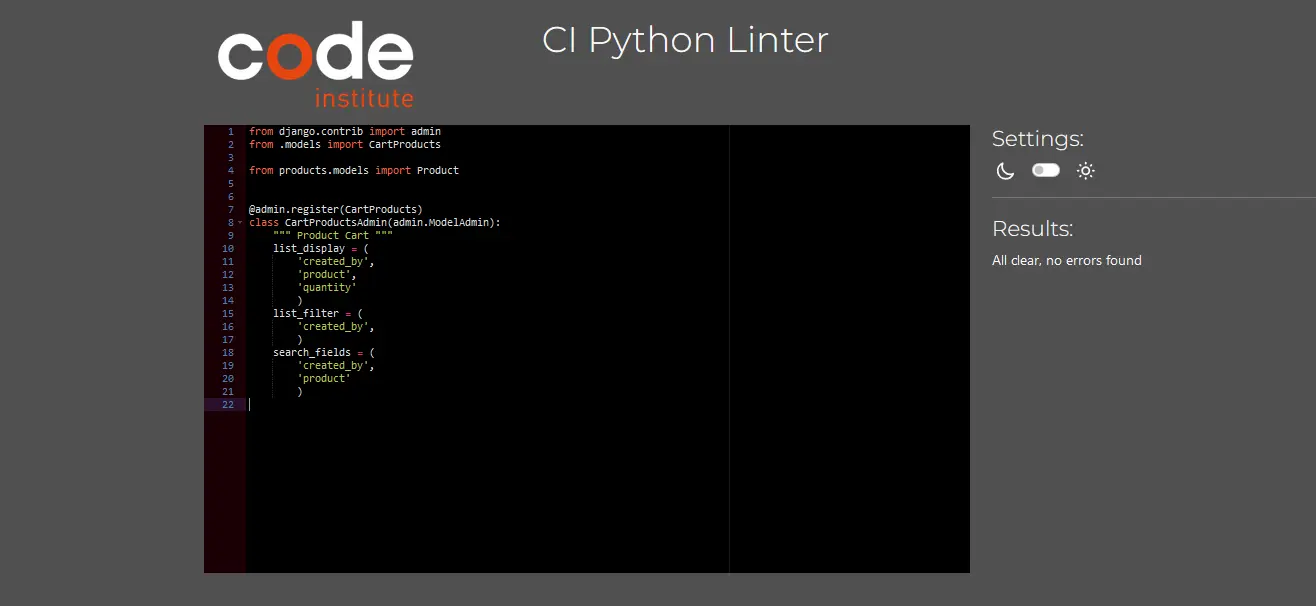 code
institute
CI Python Linter
1 from django.contrib import admin
2 from .models import CartProducts
3
4 from products.models import Product
5
6
7 @admin.register(CartProducts)
8 class CartProductsAdmin(admin.ModelAdmin):
9     """ Product Cart """
10     list_display = (
11         'created_by',
12         'product',
13         'quantity'
14         )
15     list_filter = (
16         'created_by',
17         )
18     search_fields = (
19         'created_by',
20         'product'
21         )
22
Settings:
Results:
All clear, no errors found